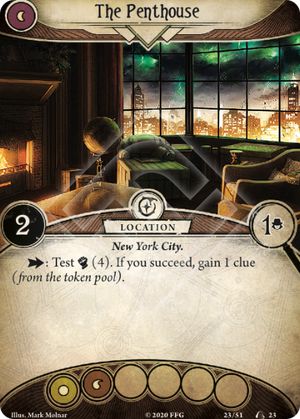 The Penthouse
2
1
LOCATION
New York City.
: Test (4). If you succeed, gain 1 clue
(from the token pool).
Illus. Mark Molnar
© 2020 FFG
23/51
23